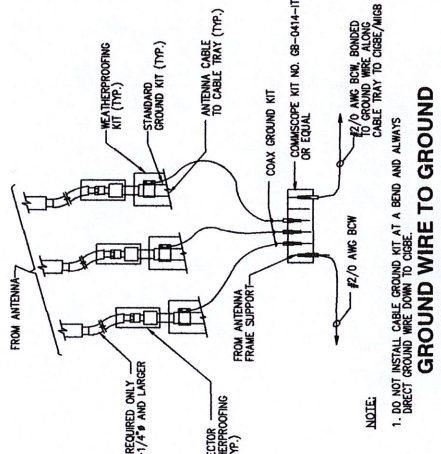 FROM ANTENNA
WEATHERPROOFING
KIT (TYP.)
STANDARD
GROUND KIT (TYP.)
ANTENNA CABLE
TO CABLE TRAY (TYP.)
REQUIRED ONLY
-1/4"ø AND LARGER
ECTOR
HERPROOFING
YP.)
FROM ANTENNA
FRAME SUPPORT
COAX GROUND KIT
COMMSCOPE KIT NO. GB-0414-IT
OR EQUAL
#2/0 AWG BCW
#2/0 AWG BCW, BONDED
TO GROUND WIRE ALONG
CABLE TRAY TO CIGBE/MIGB
NOTE:
1. DO NOT INSTALL CABLE GROUND KIT AT A BEND AND ALWAYS
DIRECT GROUND WIRE DOWN TO CIGBE.
GROUND WIRE TO GROUND